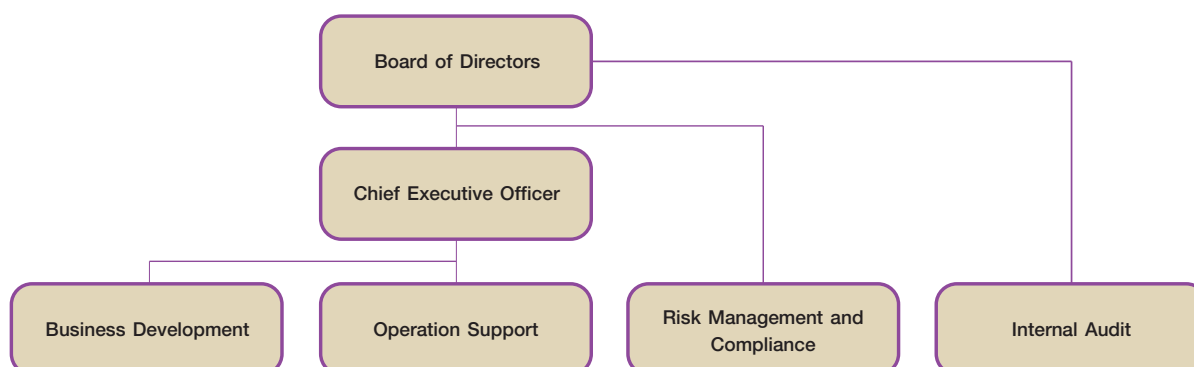 Board of Directors
Chief Executive Officer
Business Development
Operation Support
Risk Management and
Compliance
Internal Audit